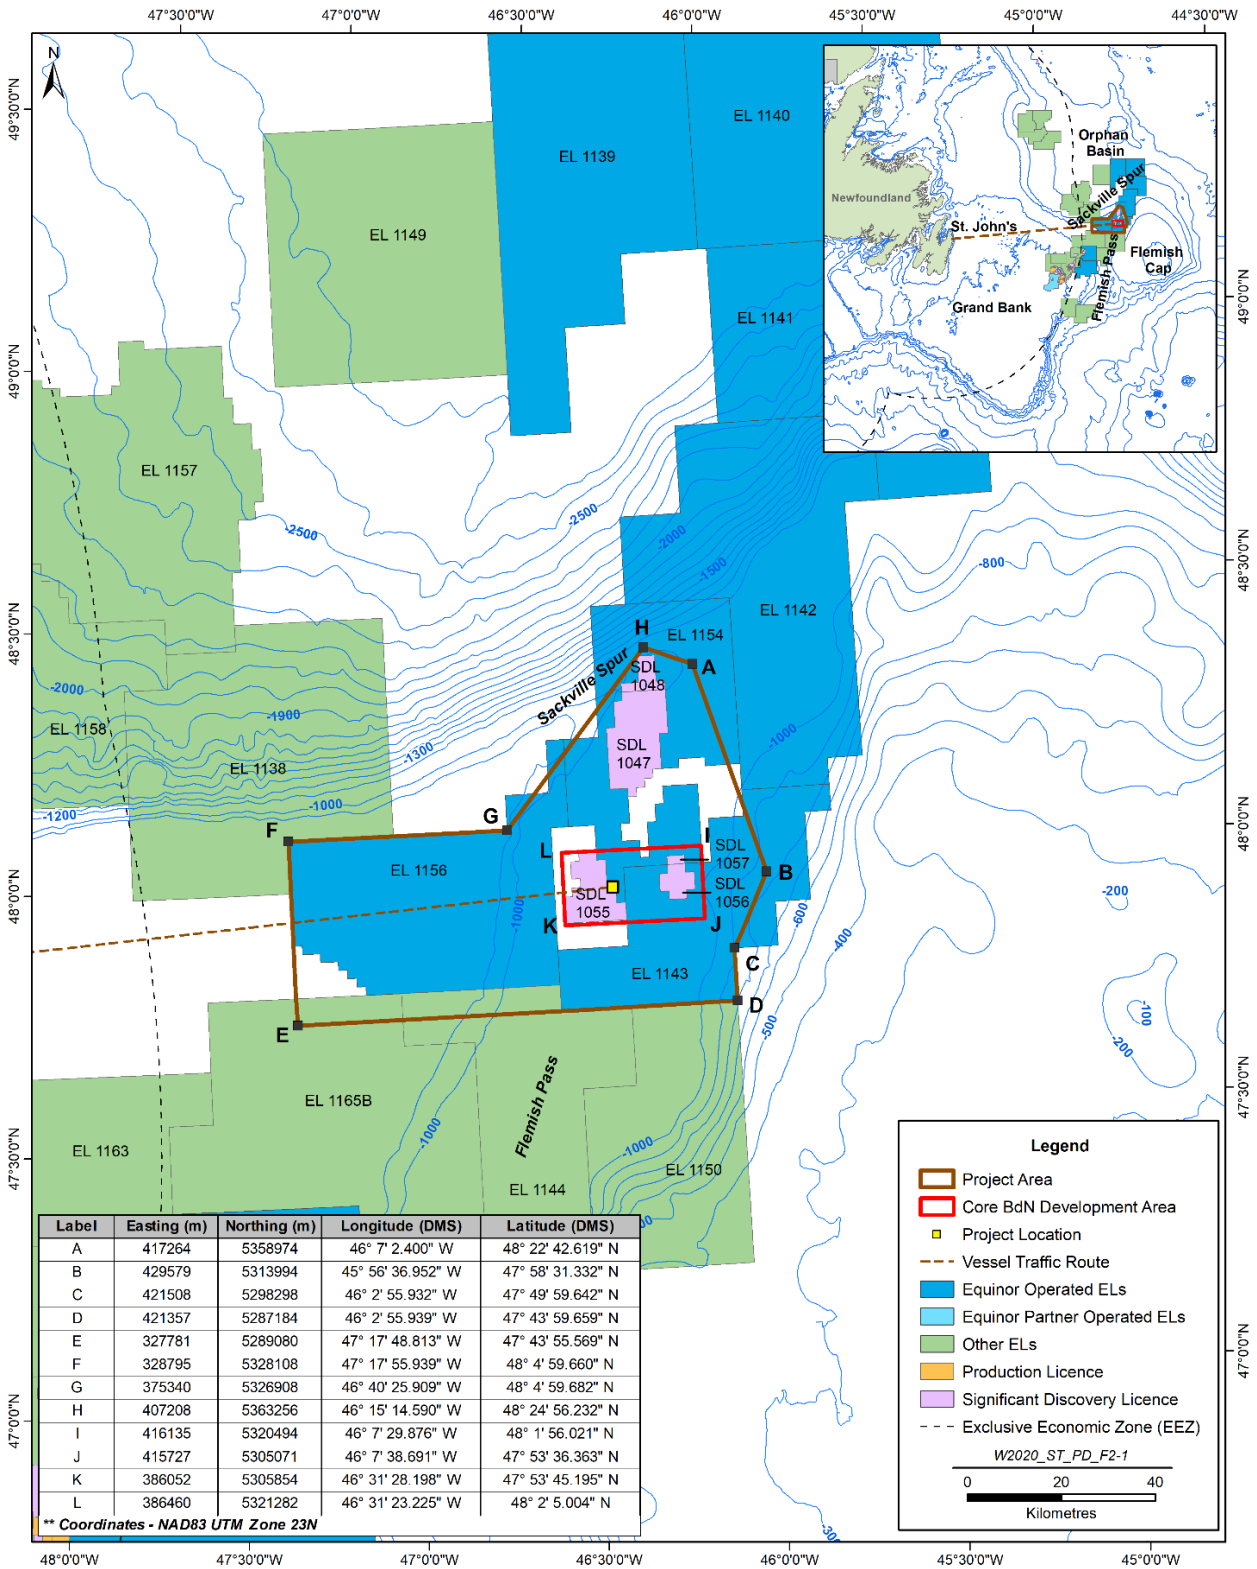 47°30'0"W 47°0'0"W 46°30'0"W 46°0'0"W 45°30'0"W 45°0'0"W 44°30'0"W
N
49°30'0"N
49°0'0"N
48°30'0"N
48°0'0"N
47°30'0"N
47°0'0"N
49°0'0"N
48°30'0"N
48°0'0"N
47°30'0"N
47°0'0"N
Orphan
Basin
Sackville Spur
Newfoundland
St. John's
Flemish
Cap
Flemish Pass
Grand Bank
EL 1140
EL 1139
EL 1149
EL 1141
EL 1157
-2500
-2500
-2000
-1500
-800
EL 1142
H
EL 1154
A
SDL
1048
Sackville Spur
-2000
-1900
EL 1158
-1300
SDL
1047
-1000
EL 1138
-1000
-1200
G
F
L
I
SDL
1057
EL 1156
B
SDL
1056
SDL
1055
-200
-1000
K
J
-600
-400
C
EL 1143
D
-100
E
-500
-200
Flemish Pass
EL 1165B
-1000
-1000
EL 1163
EL 1150
EL 1144
Label Easting (m) Northing (m) Longitude (DMS) Latitude (DMS)
A 417264 5358974 46° 7' 2.400" W 48° 22' 42.619" N
B 429579 5313994 45° 56' 36.952" W 47° 58' 31.332" N
C 421508 5298298 46° 2' 55.932" W 47° 49' 59.642" N
D 421357 5287184 46° 2' 55.939" W 47° 43' 59.659" N
E 327781 5289080 47° 17' 48.813" W 47° 43' 55.569" N
F 328795 5328108 47° 17' 55.939" W 48° 4' 59.660" N
G 375340 5326908 46° 40' 25.909" W 48° 4' 59.682" N
H 407208 5363256 46° 15' 14.590" W 48° 24' 56.232" N
I 416135 5320494 46° 7' 29.876" W 48° 1' 56.021" N
J 415727 5305071 46° 7' 38.691" W 47° 53' 36.363" N
K 386052 5305854 46° 31' 28.198" W 47° 53' 45.195" N
L 386460 5321282 46° 31' 23.225" W 48° 2' 5.004" N
** Coordinates - NAD83 UTM Zone 23N
Legend
Project Area
Core BdN Development Area
Project Location
Vessel Traffic Route
Equinor Operated ELs
Equinor Partner Operated ELs
Other ELs
Production Licence
Significant Discovery Licence
Exclusive Economic Zone (EEZ)
W2020_ST_PD_F2-1
0 20 40
Kilometres
48°0'0"W 47°30'0"W 47°0'0"W 46°30'0"W 46°0'0"W 45°30'0"W 45°0'0"W